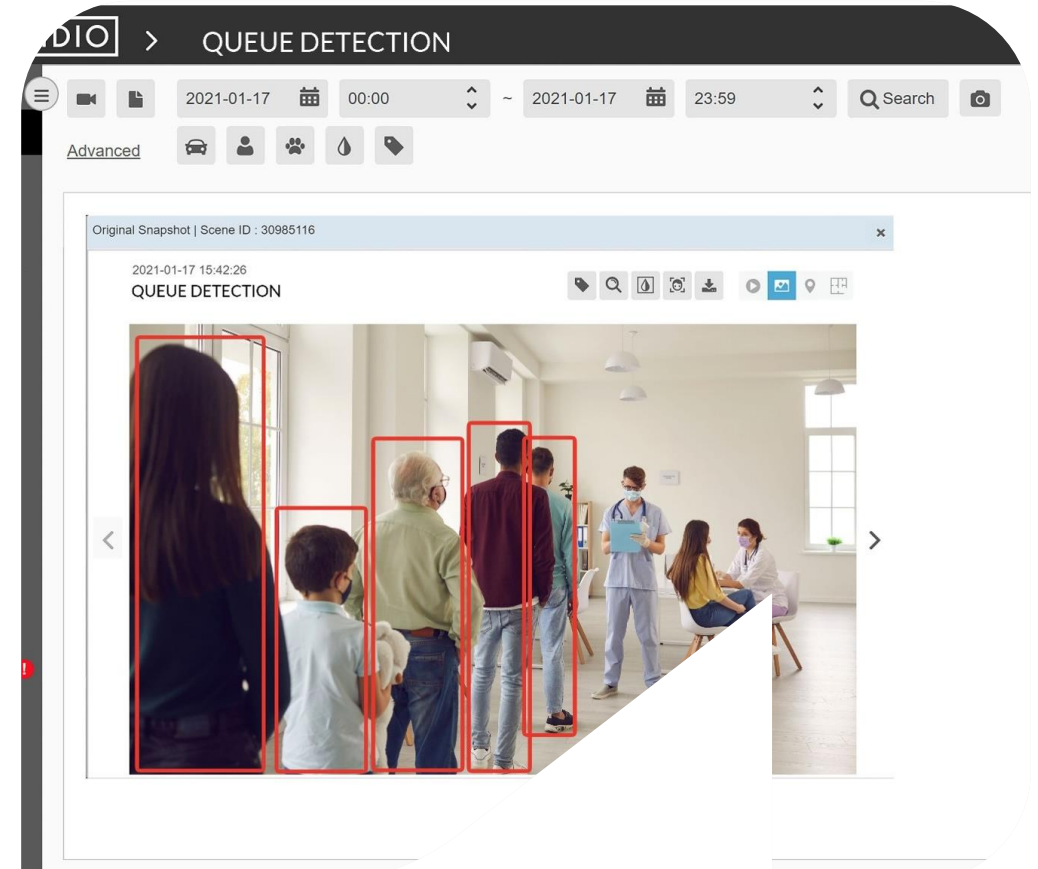 DIO > QUEUE DETECTION
2021-01-17 00:00 ~ 2021-01-17 23:59 Search
Advanced
Original Snapshot | Scene ID : 30985116
2021-01-17 15:42:26
QUEUE DETECTION